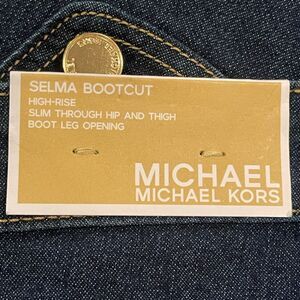 SELMA BOOTCUT
HIGH-RISE
SLIM THROUGH HIP AND THIGH
BOOT LEG OPENING
MICHAEL
MICHAEL KORS